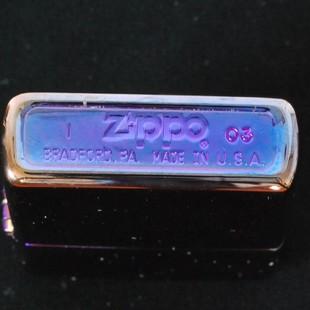 I Zippo® 03
BRADFORD, PA. MADE IN U.S.A.